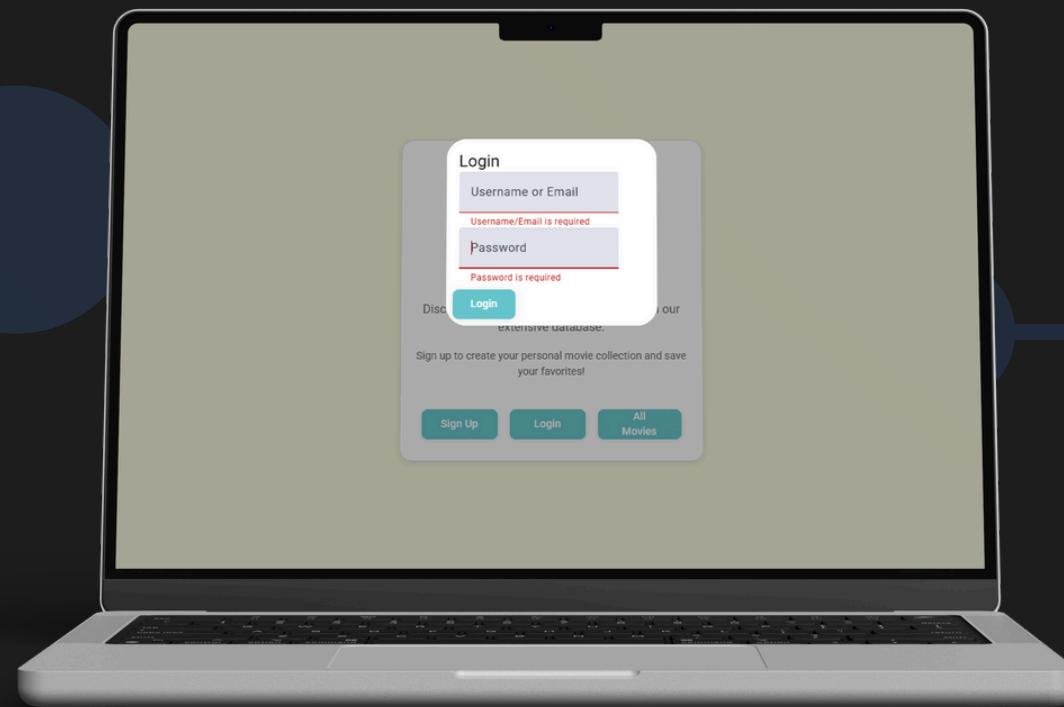 Login
Username or Email
Username/Email is required
Password
Password is required
Login
Disc our
extensive database.
Sign up to create your personal movie collection and save
your favorites!
Sign Up
Login
All
Movies